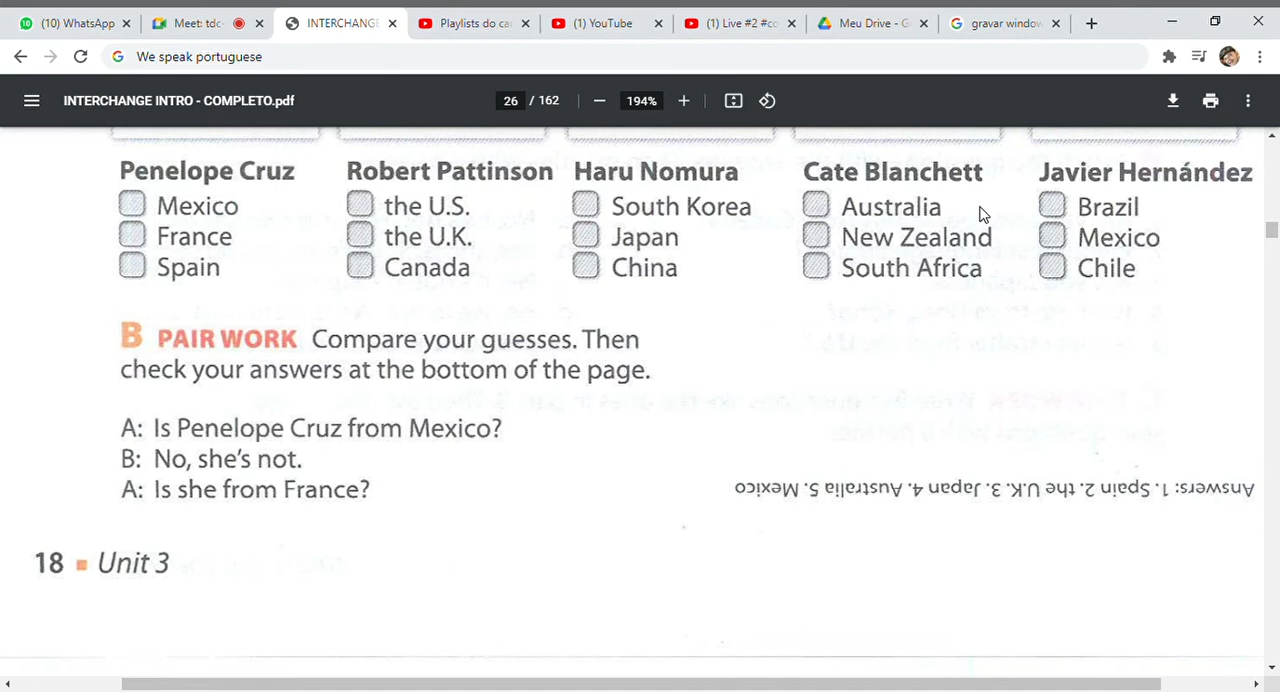 (10) WhatsApp
Meet: tdc-
INTERCHANGE
Playlists do ca
(1) YouTube
(1) Live #2 #co
Meu Drive - G
gravar window
We speak portuguese
INTERCHANGE INTRO - COMPLETO.pdf
26 / 162
194%
Penelope Cruz
Mexico
France
Spain
Robert Pattinson
the U.S.
the U.K.
Canada
Haru Nomura
South Korea
Japan
China
Cate Blanchett
Australia
New Zealand
South Africa
Javier Hernández
Brazil
Mexico
Chile
B PAIR WORK Compare your guesses. Then
check your answers at the bottom of the page.
A: Is Penelope Cruz from Mexico?
B: No, she's not.
A: Is she from France?
Answers: 1. Spain 2. the U.K. 3. Japan 4. Australia 5. Mexico
18 Unit 3